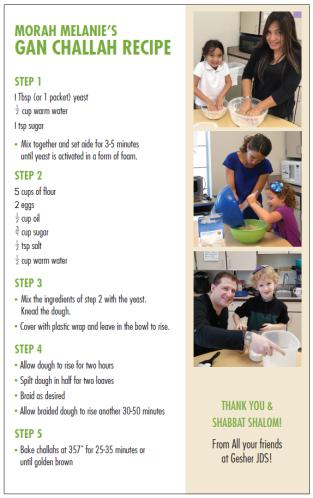 MORAH MELANIE'S
GAN CHALLAH RECIPE
STEP 1
1 Tbsp (or 1 packet) yeast
½ cup warm water
1 tsp sugar
• Mix together and set aide for 3-5 minutes
until yeast is activated in a form of foam.
STEP 2
5 cups of flour
2 eggs
½ cup oil
¾ cup sugar
½ tsp salt
½ cup warm water
STEP 3
• Mix the ingredients of step 2 with the yeast.
Knead the dough.
• Cover with plastic wrap and leave in the bowl to rise.
STEP 4
• Allow dough to rise for two hours
• Spilt dough in half for two loaves
• Braid as desired
• Allow braided dough to rise another 30-50 minutes
STEP 5
• Bake challahs at 357˚ for 25-35 minutes or
until golden brown
THANK YOU &
SHABBAT SHALOM!
From All your friends
at Gesher JDS!